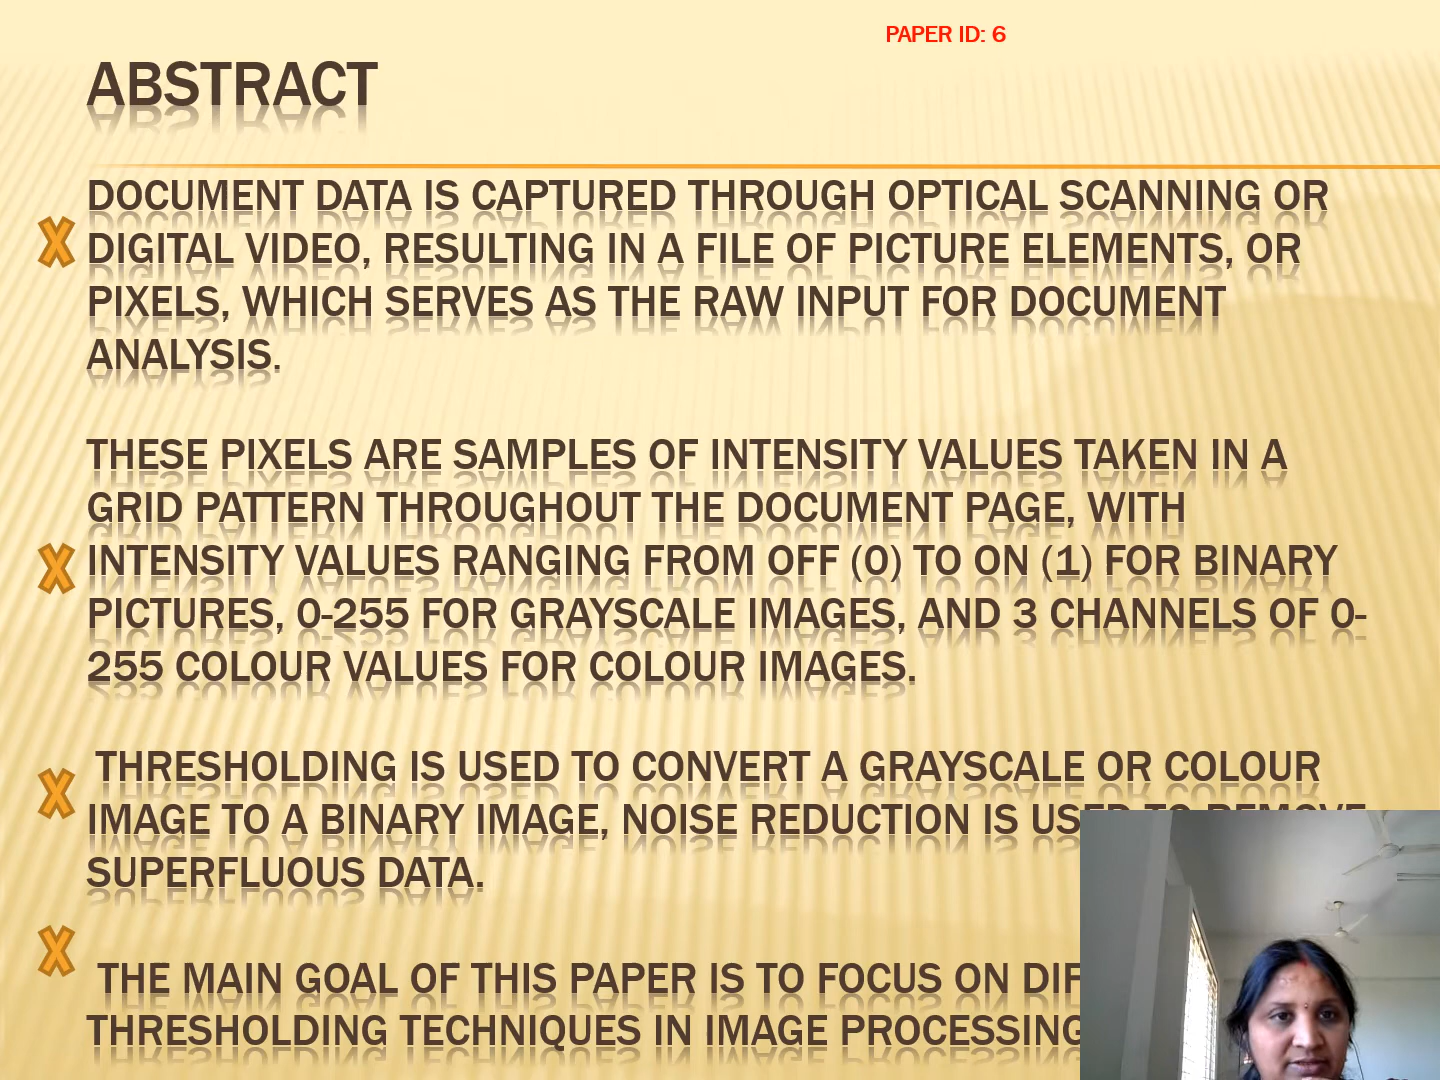 PAPER ID: 6
ABSTRACT
DOCUMENT DATA IS CAPTURED THROUGH OPTICAL SCANNING OR
DIGITAL VIDEO, RESULTING IN A FILE OF PICTURE ELEMENTS, OR
PIXELS, WHICH SERVES AS THE RAW INPUT FOR DOCUMENT
ANALYSIS.
THESE PIXELS ARE SAMPLES OF INTENSITY VALUES TAKEN IN A
GRID PATTERN THROUGHOUT THE DOCUMENT PAGE, WITH
INTENSITY VALUES RANGING FROM OFF (0) TO ON (1) FOR BINARY
PICTURES, 0-255 FOR GRAYSCALE IMAGES, AND 3 CHANNELS OF 0-
255 COLOUR VALUES FOR COLOUR IMAGES.
THRESHOLDING IS USED TO CONVERT A GRAYSCALE OR COLOUR
IMAGE TO A BINARY IMAGE, NOISE REDUCTION IS USED TO REMOVE
SUPERFLUOUS DATA.
THE MAIN GOAL OF THIS PAPER IS TO FOCUS ON
THRESHOLDING TECHNIQUES IN IMAGE PROCESSING